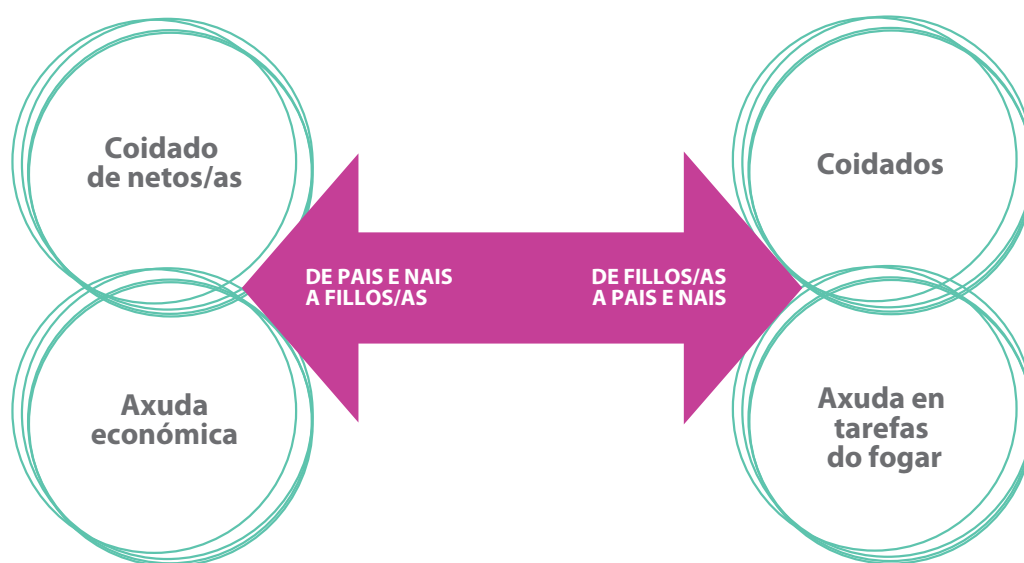 Coidado
de netos/as
Axuda
económica
DE PAIS E NAIS
A FILLOS/AS
DE FILLOS/AS
A PAIS E NAIS
Coidados
Axuda en
tarefas
do fogar